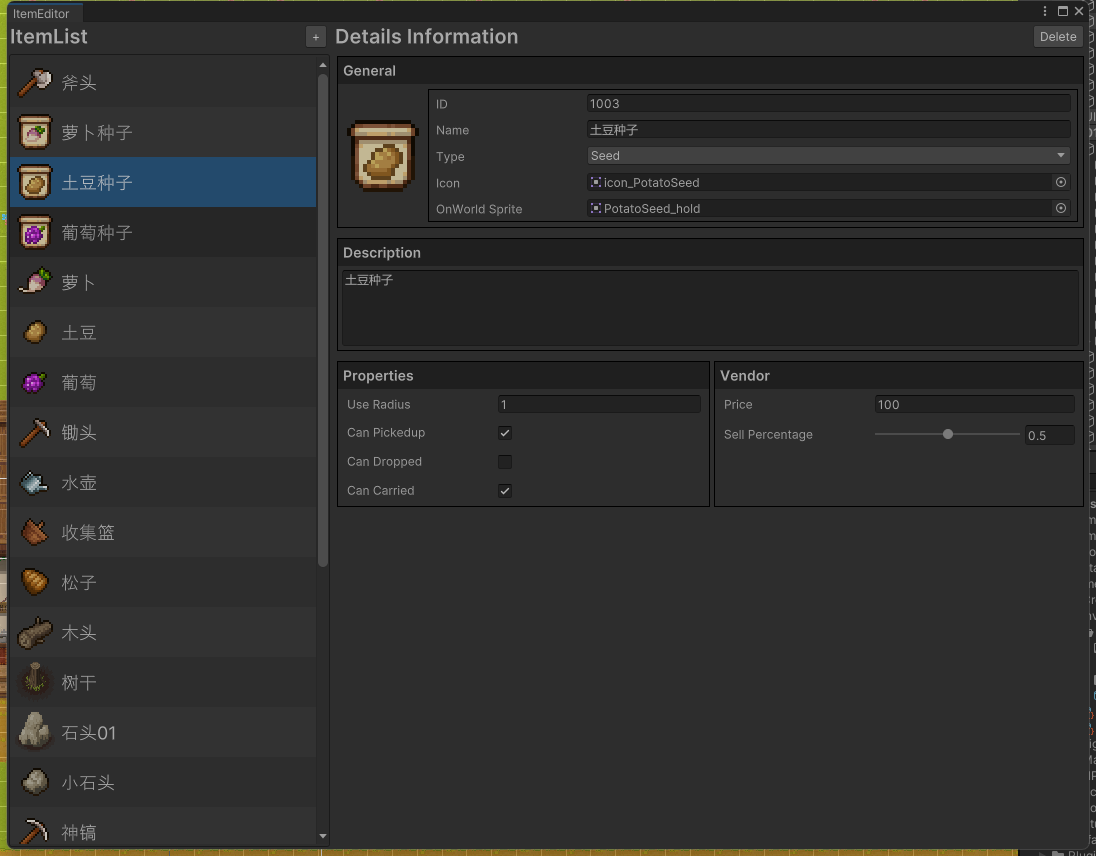 ItemEditor
ItemList
+
斧头
萝卜种子
土豆种子
葡萄种子
萝卜
土豆
葡萄
锄头
水壶
收集篮
松子
木头
树干
石头01
小石头
神镐
Details Information
Delete
General
ID
1003
Name
土豆种子
Type
Seed
Icon
icon_PotatoSeed
OnWorld Sprite
PotatoSeed_hold
Description
土豆种子
Properties
Use Radius
1
Can Pickedup
Can Dropped
Can Carried
Vendor
Price
100
Sell Percentage
0.5